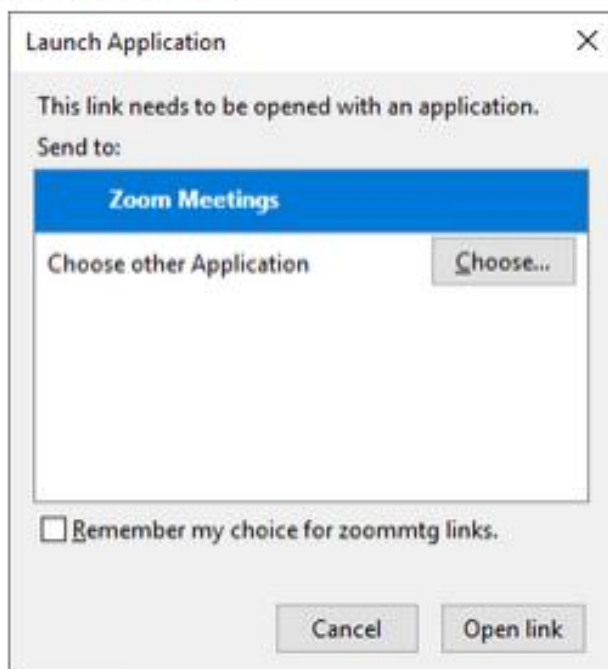 Launch Application
This link needs to be opened with an application.
Send to:
Zoom Meetings
Choose other Application
Choose...
Remember my choice for zoommtg links.
Cancel
Open link